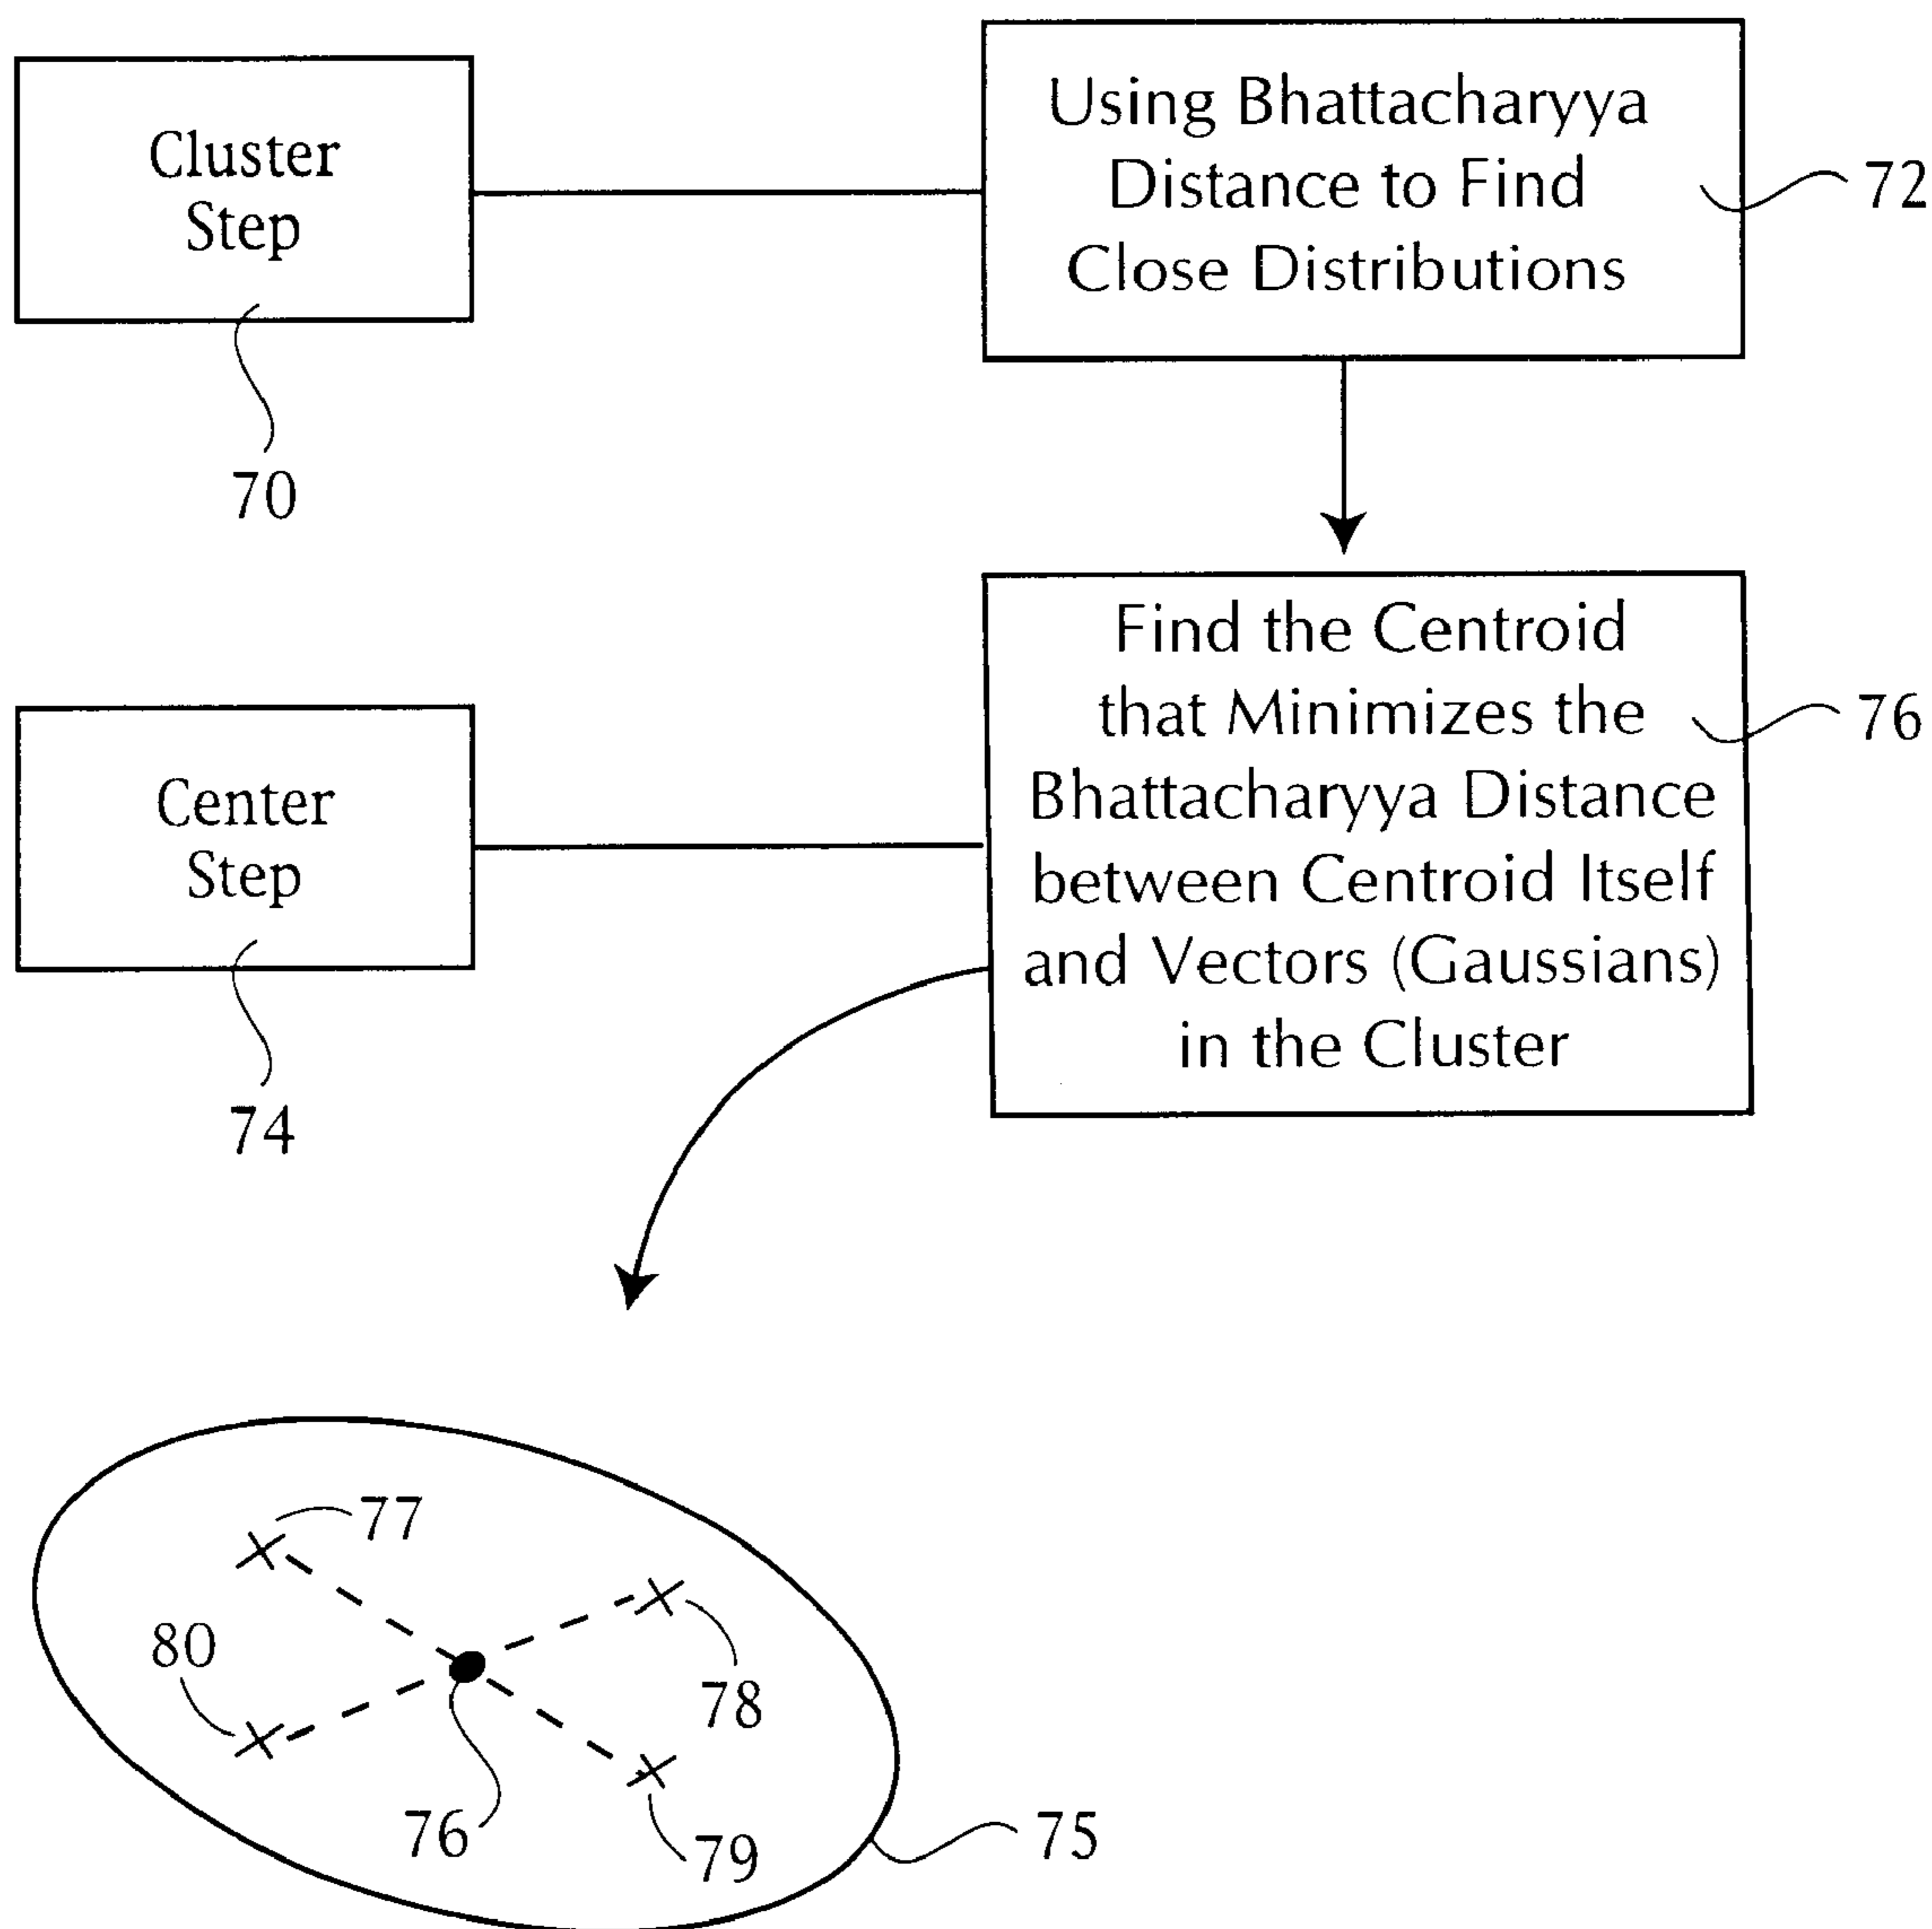 Cluster
Step
70
Using Bhattacharyya
Distance to Find
Close Distributions
72
Center
Step
74
Find the Centroid
that Minimizes the
Bhattacharyya Distance
between Centroid Itself
and Vectors (Gaussians)
in the Cluster
76
77
80
78
76
79
75